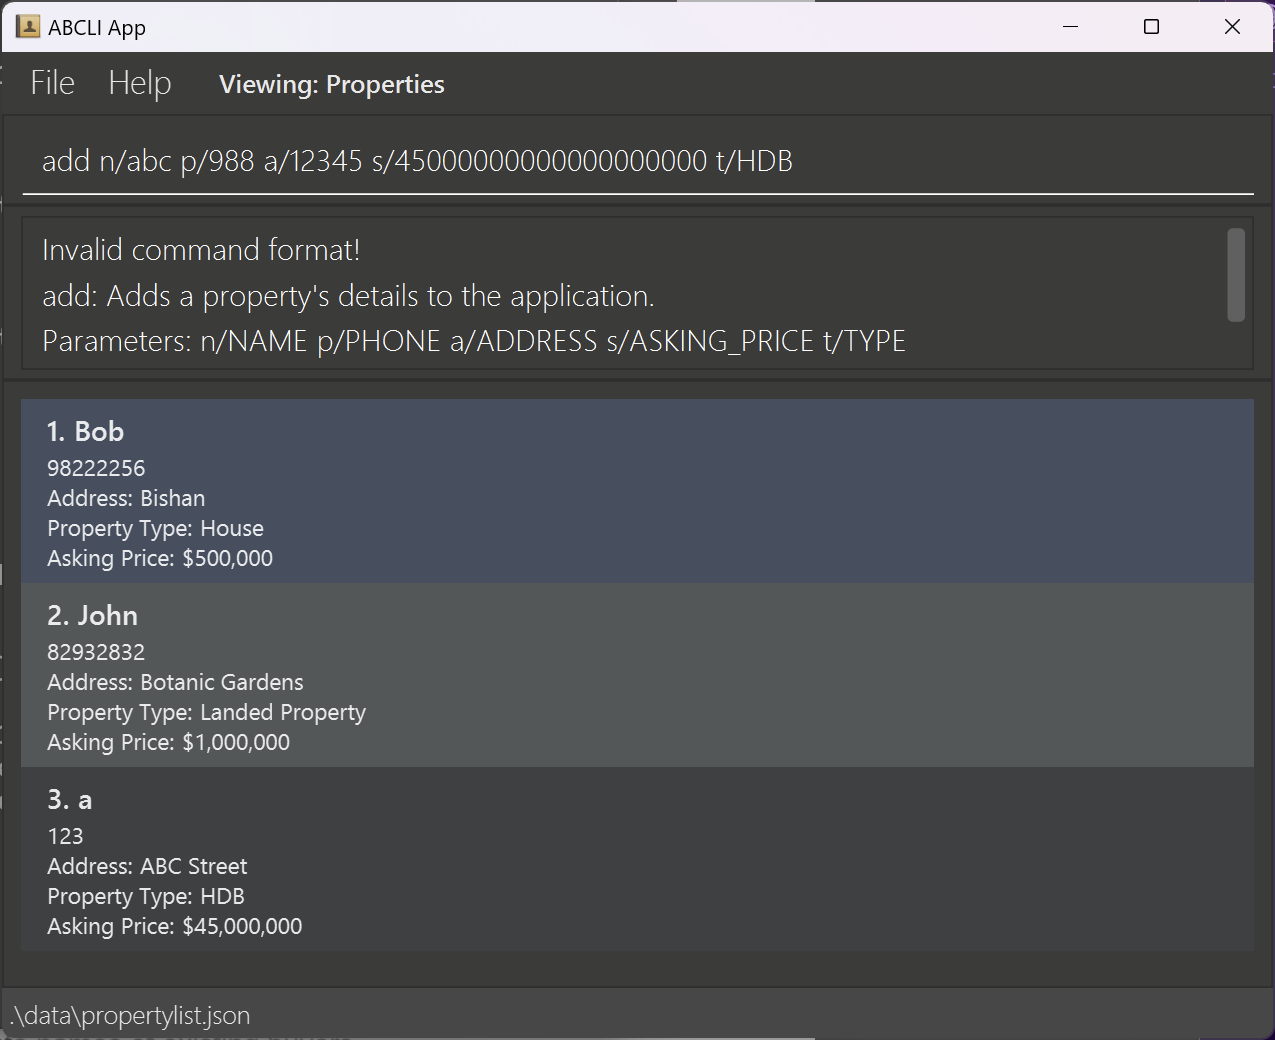 ABCLI App
File Help Viewing: Properties
add n/abc p/988 a/12345 s/450000000000000000000 t/HDB
Invalid command format!
add: Adds a property's details to the application.
Parameters: n/NAME p/PHONE a/ADDRESS s/ASKING_PRICE t/TYPE
1. Bob
98222256
Address: Bishan
Property Type: House
Asking Price: $500,000
2. John
82932832
Address: Botanic Gardens
Property Type: Landed Property
Asking Price: $1,000,000
3. a
123
Address: ABC Street
Property Type: HDB
Asking Price: $45,000,000
.\data\propertylist.json